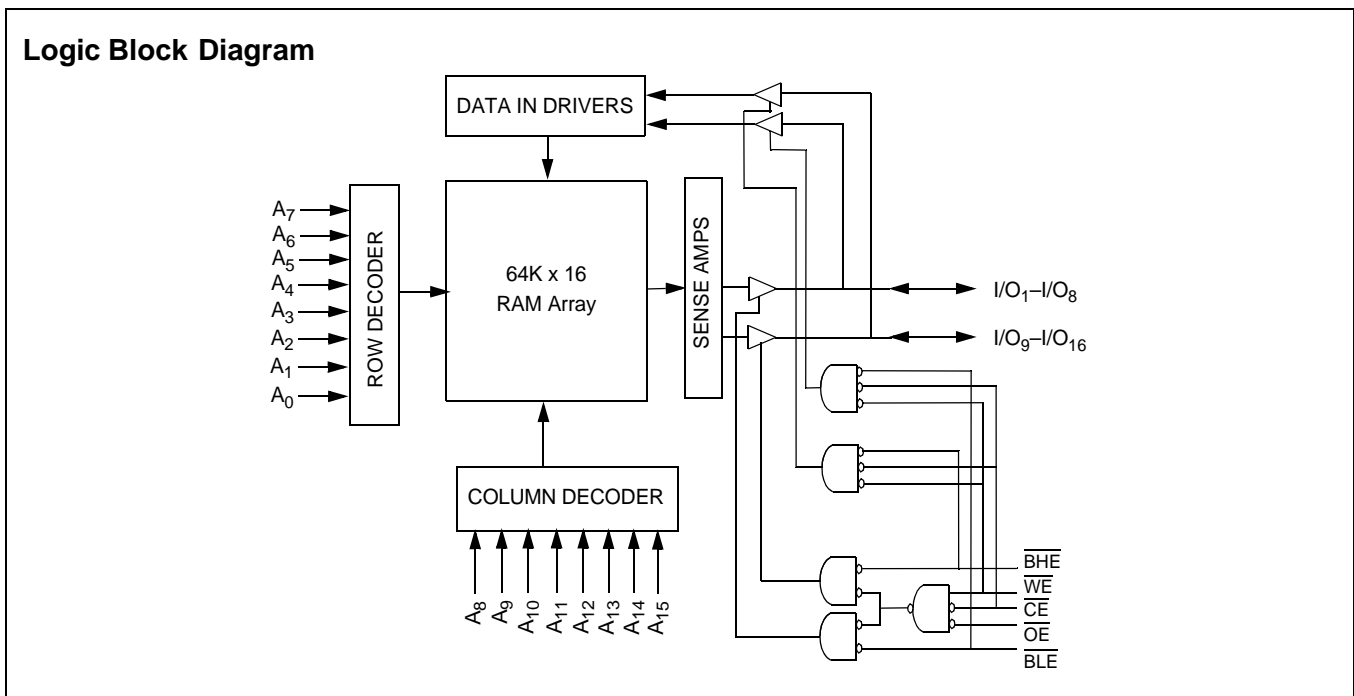 Logic Block Diagram
DATA IN DRIVERS
A7
A6
A5
A4
A3
A2
A1
A0
ROW DECODER
64K x 16
RAM Array
SENSE AMPS
I/O1–I/O8
I/O9–I/O16
COLUMN DECODER
A8
A9
A10
A11
A12
A13
A14
A15
BHE
WE
CE
OE
BLE